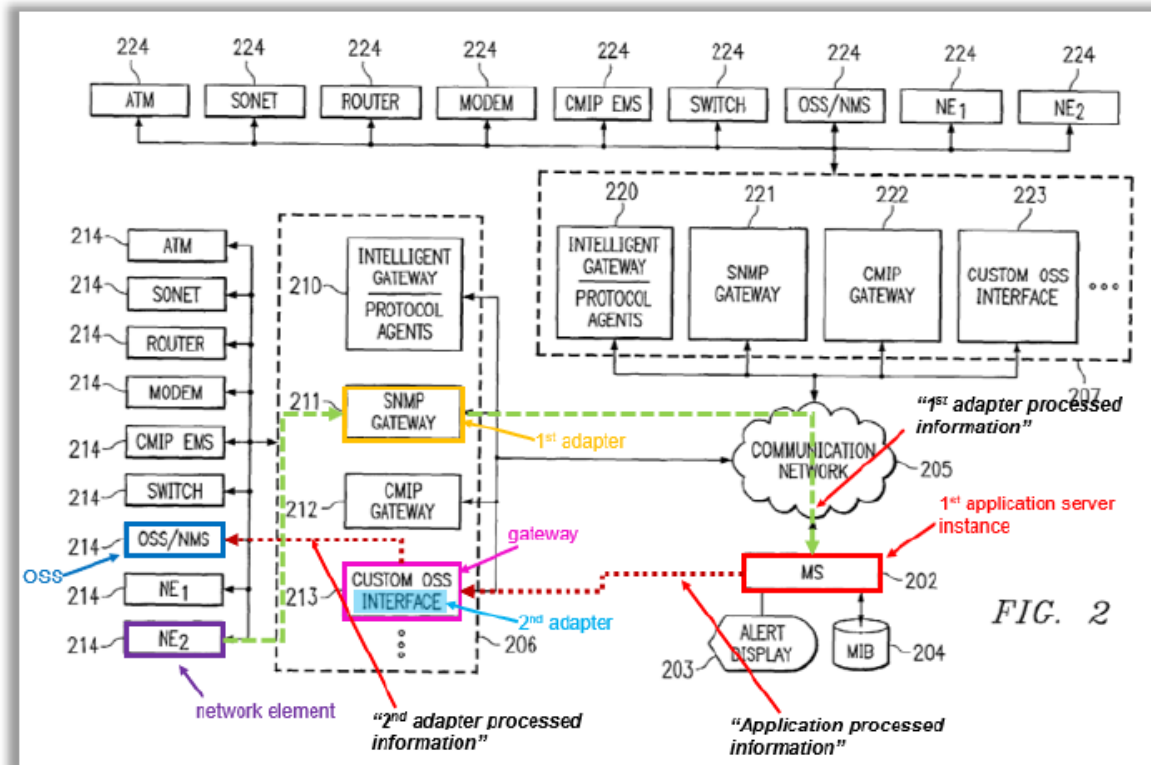 224 224 224 224 224 224 224 224 224
ATM SONET ROUTER MODEM CMIP EMS SWITCH OSS/NMS NE1 NE2
220 221 222 223
INTELLIGENT
GATEWAY
PROTOCOL
AGENTS
SNMP
GATEWAY
CMIP
GATEWAY
CUSTOM OSS
INTERFACE
207
214 ATM
214 SONET
214 ROUTER
214 MODEM
214 CMIP EMS
214 SWITCH
214 OSS/NMS
OSS
214 NE1
214 NE2
network element
210
INTELLIGENT
GATEWAY
PROTOCOL
AGENTS
211
SNMP
GATEWAY
1st adapter
212
CMIP
GATEWAY
gateway
213
CUSTOM OSS
INTERFACE
2nd adapter
206
"2nd adapter processed
information"
"1st adapter processed
information"
COMMUNICATION
NETWORK
205
1st application server
instance
MS
202
ALERT
DISPLAY
203
MIB
204
"Application processed
information"
FIG. 2